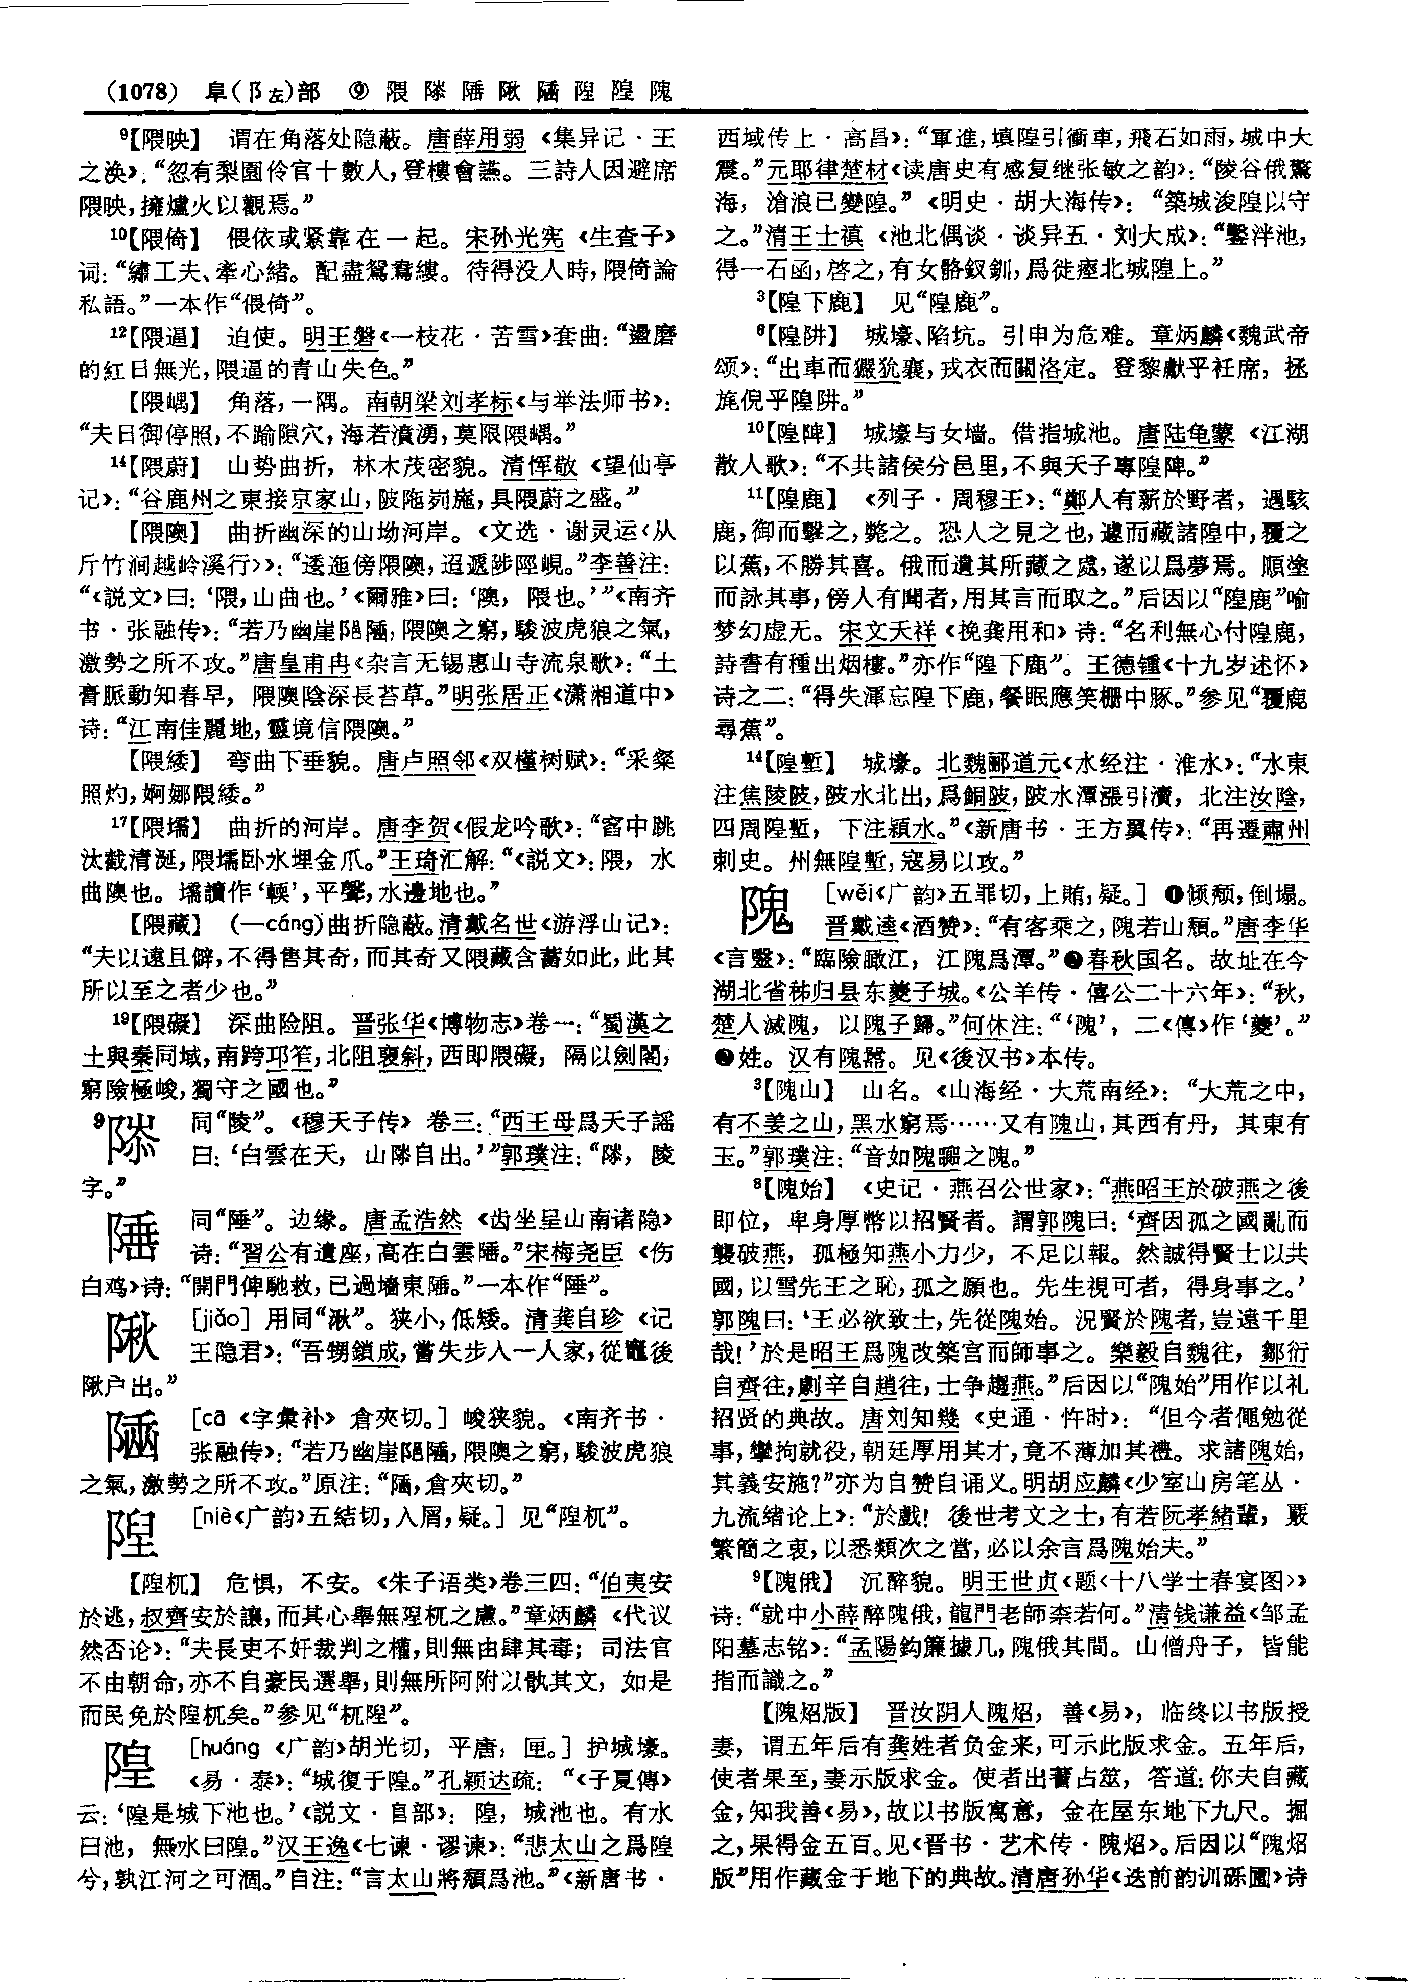 (1078) 阜(阝左)部 ⑨ 隈 隊 陲 隈 陿 隉 隍 隗
⁹【隈映】 谓在角落处隐蔽。唐薛用弱《集异记·王
之涣》:“忽有梨園伶官十數人,登樓會讌。三詩人因避席
隈映,擁爐火以觀焉。”
¹⁰【隈倚】 偎依或紧靠在一起。宋孙光宪《生查子》
词:“繡工夫、牽心緒。配盡鴛鴦縷。待得没人時,隈倚論
私語。”一本作“偎倚”。
¹²【隈逼】 迫使。明王磐《一枝花·苦雪》套曲:“盪磨
的紅日無光,隈逼的青山失色。”
【隈嵎】 角落,一隅。南朝梁刘孝标《与举法师书》:
“夫日御停照,不踰隙穴,海若濆湧,莫限隈嵎。”
¹⁴【隈蔚】 山势曲折,林木茂密貌。清恽敬《望仙亭
记》:“谷鹿州之東接京家山,陂陁峛崺,具隈蔚之盛。”
【隈隩】 曲折幽深的山坳河岸。《文选·谢灵运〈从
斤竹涧越岭溪行〉》:“逶迤傍隈隩,迢遞陟陘峴。”李善注:
“《説文》曰:‘隈,山曲也。’《爾雅》曰:‘隩,隈也。’”《南齐
书·张融传》:“若乃幽崖阸,隈隩之窮,駿波虎狼之氣,
激勢之所不攻。”唐皇甫冉《杂言无锡惠山寺流泉歌》:“土
膏脈動知春早,隈隩陰深長苔草。”明张居正《潇湘道中》
诗:“江南佳麗地,靈境信隈隩。”
【隈緌】 弯曲下垂貌。唐卢照邻《双槿树赋》:“采粲
照灼,婀娜隈緌。”
¹⁷【隈壖】 曲折的河岸。唐李贺《假龙吟歌》:“窞中跳
汰截清涎,隈壖卧水埋金爪。”王琦汇解:“《説文》:隈,水
曲隩也。壖讀作‘輭’,平聲,水邊地也。”
【隈藏】 (—cáng)曲折隐蔽。清戴名世《游浮山记》:
“夫以遠且僻,不得售其奇,而其奇又隈藏含蓄如此,此其
所以至之者少也。”
¹⁹【隈礙】 深曲险阻。晋张华《博物志》卷一:“蜀漢之
土與秦同域,南跨邛笮,北阻襃斜,西即隈礙,隔以劍閣,
窮險極峻,獨守之國也。”
⁹ 同“陵”。《穆天子传》卷三:“西王母爲天子謡
曰:‘白雲在天,山自出。’”郭璞注:“,陵
字。”
同“陲”。边缘。唐孟浩然《齿坐呈山南诸隐》
诗:“習公有遺座,高在白雲。”宋梅尧臣《伤
白鸡》诗:“開門俾馳救,已過墻東。”一本作“陲”。
[jiǎo] 用同“湫”。狭小,低矮。清龚自珍《记
王隐君》:“吾甥鎖成,嘗失步入一人家,從竈後
户出。”
[cā《字彙补》倉夾切。] 峻狭貌。《南齐书·
张融传》:“若乃幽崖阸,隈隩之窮,駿波虎狼
之氣,激勢之所不攻。”原注:“,倉夾切。”
隉 [niè《广韵》五結切,入屑,疑。] 见“隉杌”。
【隉杌】 危惧,不安。《朱子语类》卷三四:“伯夷安
於逃,叔齊安於讓,而其心舉無隉杌之慮。”章炳麟《代议
然否论》:“夫長吏不奸裁判之權,則無由肆其毒;司法官
不由朝命,亦不自豪民選舉,則無所阿附以骫其文,如是
而民免於隉杌矣。”参见“杌隉”。
隍 [huáng《广韵》胡光切,平唐,匣。] 护城壕。
《易·泰》:“城復于隍。”孔颖达疏:“《子夏傳》
云:‘隍是城下池也。’《説文·𨸏部》:隍,城池也。有水
曰池,無水曰隍。”汉王逸《七谏·谬谏》:“悲太山之爲隍
兮,孰江河之可涸。”自注:“言太山將頹爲池。”《新唐书·
西域传上·高昌》:“軍進,填隍引衝車,飛石如雨,城中大
震。”元耶律楚材《读唐史有感复继张敏之韵》:“陵谷俄驚
海,滄浪已變隍。”《明史·胡大海传》:“築城浚隍以守
之。”清王士禛《池北偶谈·谈异五·刘大成》:“鑿泮池,
得一石函,啓之,有女骼釵釧,爲徙瘞北城隍上。”
³【隍下鹿】 见“隍鹿”。
⁶【隍阱】 城壕、陷坑。引申为危难。章炳麟《魏武帝
颂》:“出車而玁狁襄,戎衣而關洛定。登黎獻乎衽席,拯
旄倪乎隍阱。”
¹⁰【隍陴】 城壕与女墙。借指城池。唐陆龟蒙《江湖
散人歌》:“不共諸侯分邑里,不與天子專隍陴。”
¹¹【隍鹿】 《列子·周穆王》:“鄭人有薪於野者,遇駭
鹿,御而擊之,斃之。恐人之見之也,遽而藏諸隍中,覆之
以蕉,不勝其喜。俄而遺其所藏之處,遂以爲夢焉。順塗
而詠其事,傍人有聞者,用其言而取之。”后因以“隍鹿”喻
梦幻虚无。宋文天祥《挽龚用和》诗:“名利無心付隍鹿,
詩書有種出烟樓。”亦作“隍下鹿”。王德锺《十九岁述怀》
诗之二:“得失渾忘隍下鹿,餐眠應笑栅中豚。”参见“覆鹿
尋蕉”。
¹⁴【隍塹】 城壕。北魏郦道元《水经注·淮水》:“水東
注焦陵陂,陂水北出,爲鮦陂,陂水潭漲引瀆,北注汝陰,
四周隍塹,下注潁水。”《新唐书·王方翼传》:“再遷肅州
刺史。州無隍塹,寇易以攻。”
隗 [wěi《广韵》五罪切,上賄,疑。] ❶倾颓,倒塌。
晋戴逵《酒赞》:“有客乘之,隗若山頹。”唐李华
《言毉》:“臨險瞰江,江隗爲潭。”❷春秋国名。故址在今
湖北省秭归县东夔子城。《公羊传·僖公二十六年》:“秋,
楚人滅隗,以隗子歸。”何休注:“‘隗’,二《傳》作‘夔’。”
❸姓。汉有隗嚣。见《後汉书》本传。
³【隗山】 山名。《山海经·大荒南经》:“大荒之中,
有不姜之山,黑水窮焉……又有隗山,其西有丹,其東有
玉。”郭璞注:“音如隗囂之隗。”
⁸【隗始】 《史记·燕召公世家》:“燕昭王於破燕之後
即位,卑身厚幣以招賢者。謂郭隗曰:‘齊因孤之國亂而
襲破燕,孤極知燕小力少,不足以報。然誠得賢士以共
國,以雪先王之恥,孤之願也。先生視可者,得身事之。’
郭隗曰:‘王必欲致士,先從隗始。況賢於隗者,豈遠千里
哉!’於是昭王爲隗改築宫而師事之。樂毅自魏往,鄒衍
自齊往,劇辛自趙往,士争趨燕。”后因以“隗始”用作以礼
招贤的典故。唐刘知幾《史通·忤时》:“但今者僶勉從
事,攣拘就役,朝廷厚用其才,竟不薄加其禮。求諸隗始,
其義安施?”亦为自赞自诵义。明胡应麟《少室山房笔丛·
九流绪论上》:“於戲!後世考文之士,有若阮孝緒輩,覈
繁簡之衷,以悉類次之當,必以余言爲隗始夫。”
⁹【隗俄】 沉醉貌。明王世贞《题〈十八学士春宴图〉》
诗:“就中小薛醉隗俄,龍門老師柰若何。”清钱谦益《邹孟
阳墓志铭》:“孟陽鈎簾據几,隗俄其間。山僧舟子,皆能
指而識之。”
【隗炤版】 晋汝阴人隗炤,善《易》,临终以书版授
妻,谓五年后有龚姓者负金来,可示此版求金。五年后,
使者果至,妻示版求金。使者出蓍占筮,答道:你夫自藏
金,知我善《易》,故以书版寓意,金在屋东地下九尺。掘
之,果得金五百。见《晋书·艺术传·隗炤》。后因以“隗炤
版”用作藏金于地下的典故。清唐孙华《迭前韵训砾圃》诗